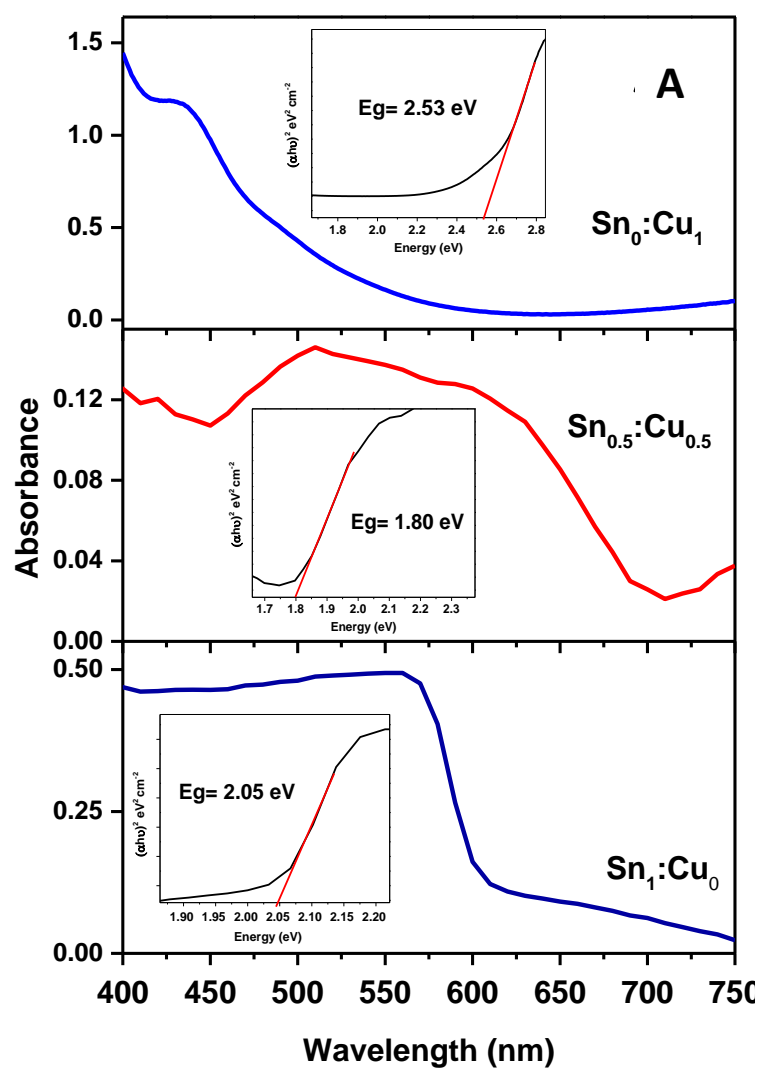 A
Sn₀:Cu₁
1.5
1.0
0.5
0.0
Eg= 2.53 eV
(αhυ)² eV² cm⁻²
1.8 2.0 2.2 2.4 2.6 2.8
Energy (eV)
Absorbance
Sn₀.₅:Cu₀.₅
0.12
0.08
0.04
0.00
Eg= 1.80 eV
(αhυ)² eV² cm⁻²
1.7 1.8 1.9 2.0 2.1 2.2 2.3
Energy (eV)
0.50
0.25
0.00
Eg= 2.05 eV
(αhυ)² eV² cm⁻²
1.90 1.95 2.00 2.05 2.10 2.15 2.20
Energy (eV)
Sn₁:Cu₀
400 450 500 550 600 650 700 750
Wavelength (nm)